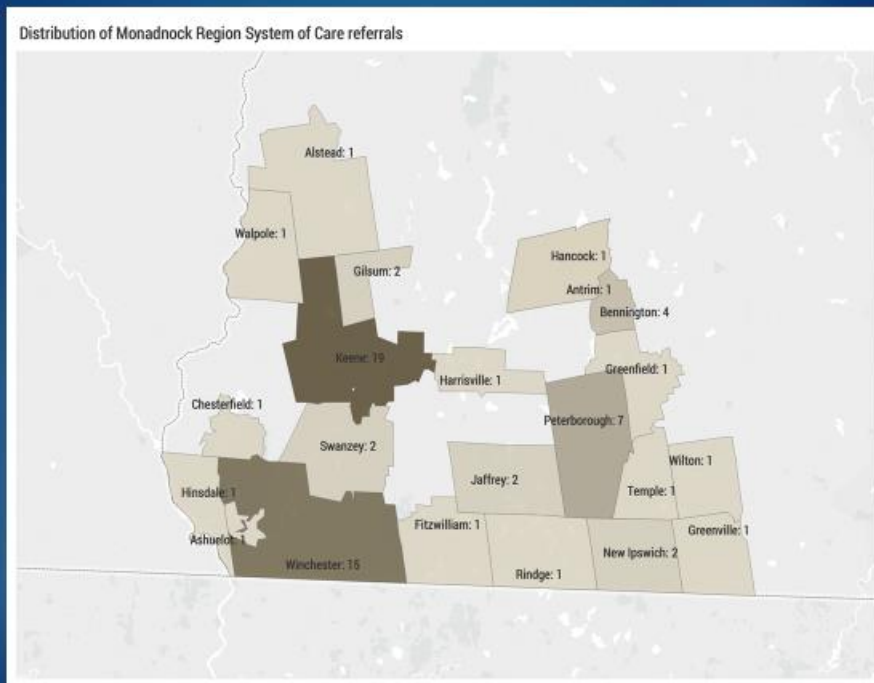 Distribution of Monadnock Region System of Care referrals
Alstead: 1
Walpole: 1
Gilsum: 2
Hancock: 1
Antrim: 1
Bennington: 4
Keene: 19
Harrisville: 1
Greenfield: 1
Chesterfield: 1
Peterborough: 7
Swanzey: 2
Wilton: 1
Jaffrey: 2
Temple: 1
Hinsdale: 1
Fitzwilliam: 1
Greenville: 1
Ashuelot: 1
New Ipswich: 2
Winchester: 15
Rindge: 1